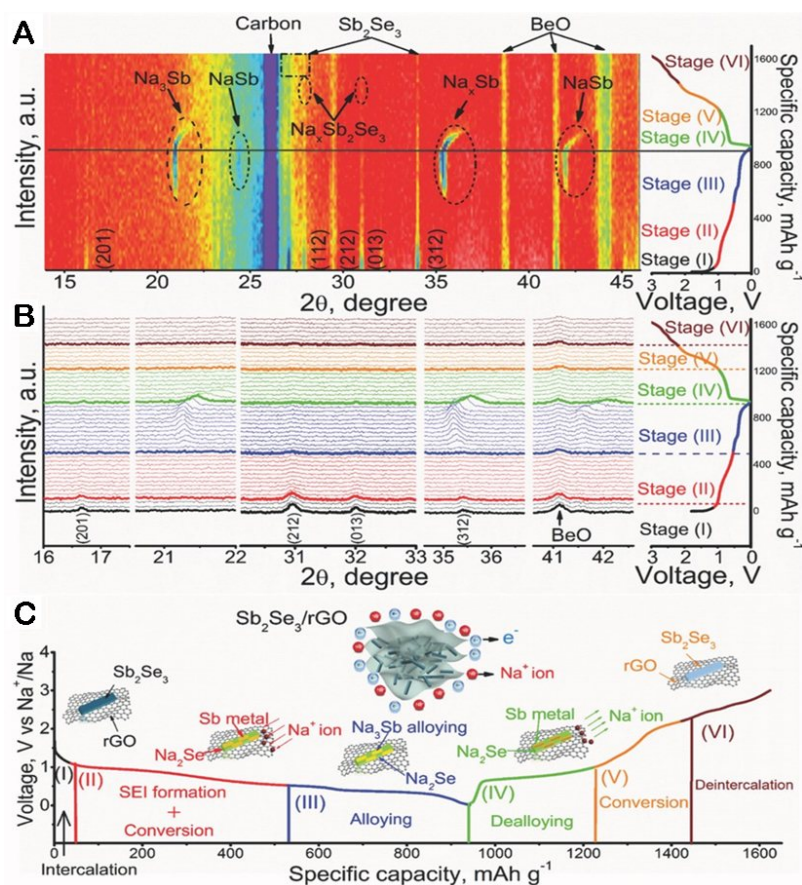 A
Carbon
Sb2Se3
BeO
Na3Sb
NaSb
NaxSb2Se3
NaxSb
NaSb
(201)
(112)
(212)
(013)
(312)
Intensity, a.u.
15 20 25 30 35 40 45
2θ, degree
Stage (VI)
Stage (V)
Stage (IV)
Stage (III)
Stage (II)
Stage (I)
1600
1200
800
400
0
Specific capacity, mAh g-1
3 2 1 0
Voltage, V
B
Intensity, a.u.
(201)
(212)
(013)
(312)
BeO
16 17 21 22 31 32 33 35 36 41 42
2θ, degree
Stage (VI)
Stage (V)
Stage (IV)
Stage (III)
Stage (II)
Stage (I)
1600
1200
800
400
0
Specific capacity, mAh g-1
3 2 1 0
Voltage, V
C
Sb2Se3/rGO
e-
Na+ ion
Sb2Se3
rGO
Sb metal
Na+ ion
Na2Se
Na3Sb alloying
Na2Se
Sb metal
Na+ ion
Na2Se
Sb2Se3
rGO
Voltage, V vs Na+/Na
4
3
2
1
0
(I)
(II)
SEI formation
+
Conversion
(III)
Alloying
(IV)
Dealloying
(V)
Conversion
(VI)
Deintercalation
Intercalation
0 200 400 600 800 1000 1200 1400 1600
Specific capacity, mAh g-1